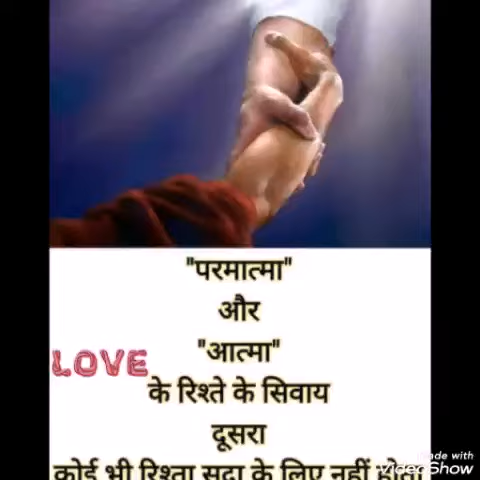 "परमात्मा"
और
"आत्मा"
LOVE
के रिश्ते के सिवाय
दूसरा
कोई भी रिश्ता सदा के लिए नहीं होता
made with
VideoShow